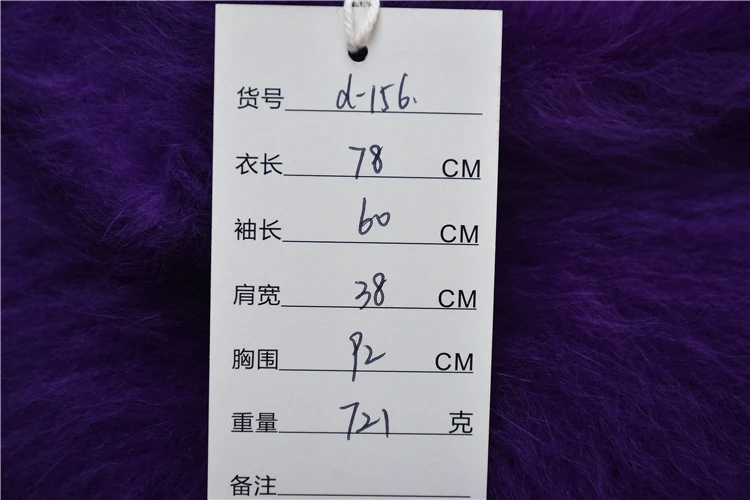 货号 d-156.
衣长 78 CM
袖长 60 CM
肩宽 38 CM
胸围 92 CM
重量 721 克
备注